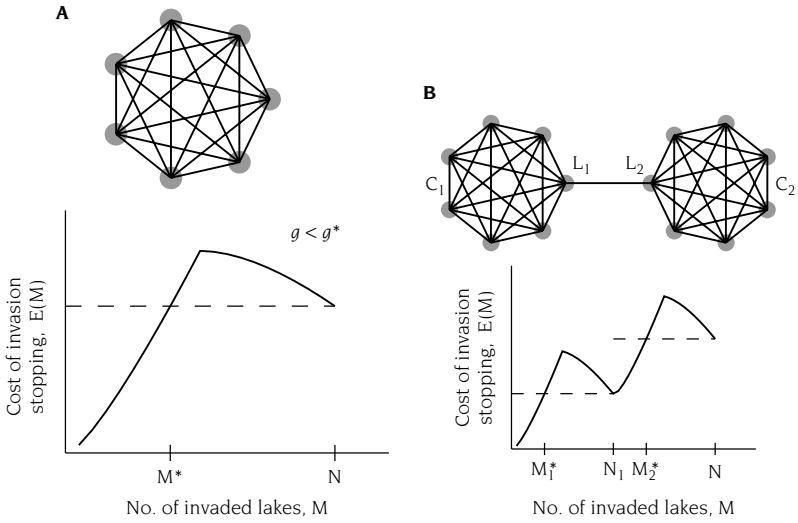 A
g < g*
Cost of invasion
stopping, E(M)
M*
N
No. of invaded lakes, M
B
L₁
L₂
C₁
C₂
Cost of invasion
stopping, E(M)
M₁*
N₁
M₂*
N
No. of invaded lakes, M